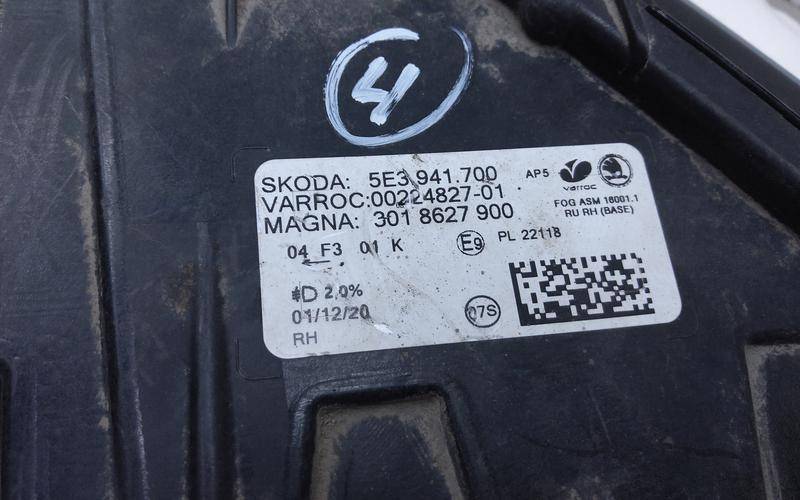 4
SKODA: 5E3 941.700 AP5
VARROC:00224827-01
MAGNA: 301 8627 900
varroc
FOG ASM 16001.1
RU RH (BASE)
04 F3 01 K
E9 PL 22118
D 2,0%
01/12/20
RH
07S